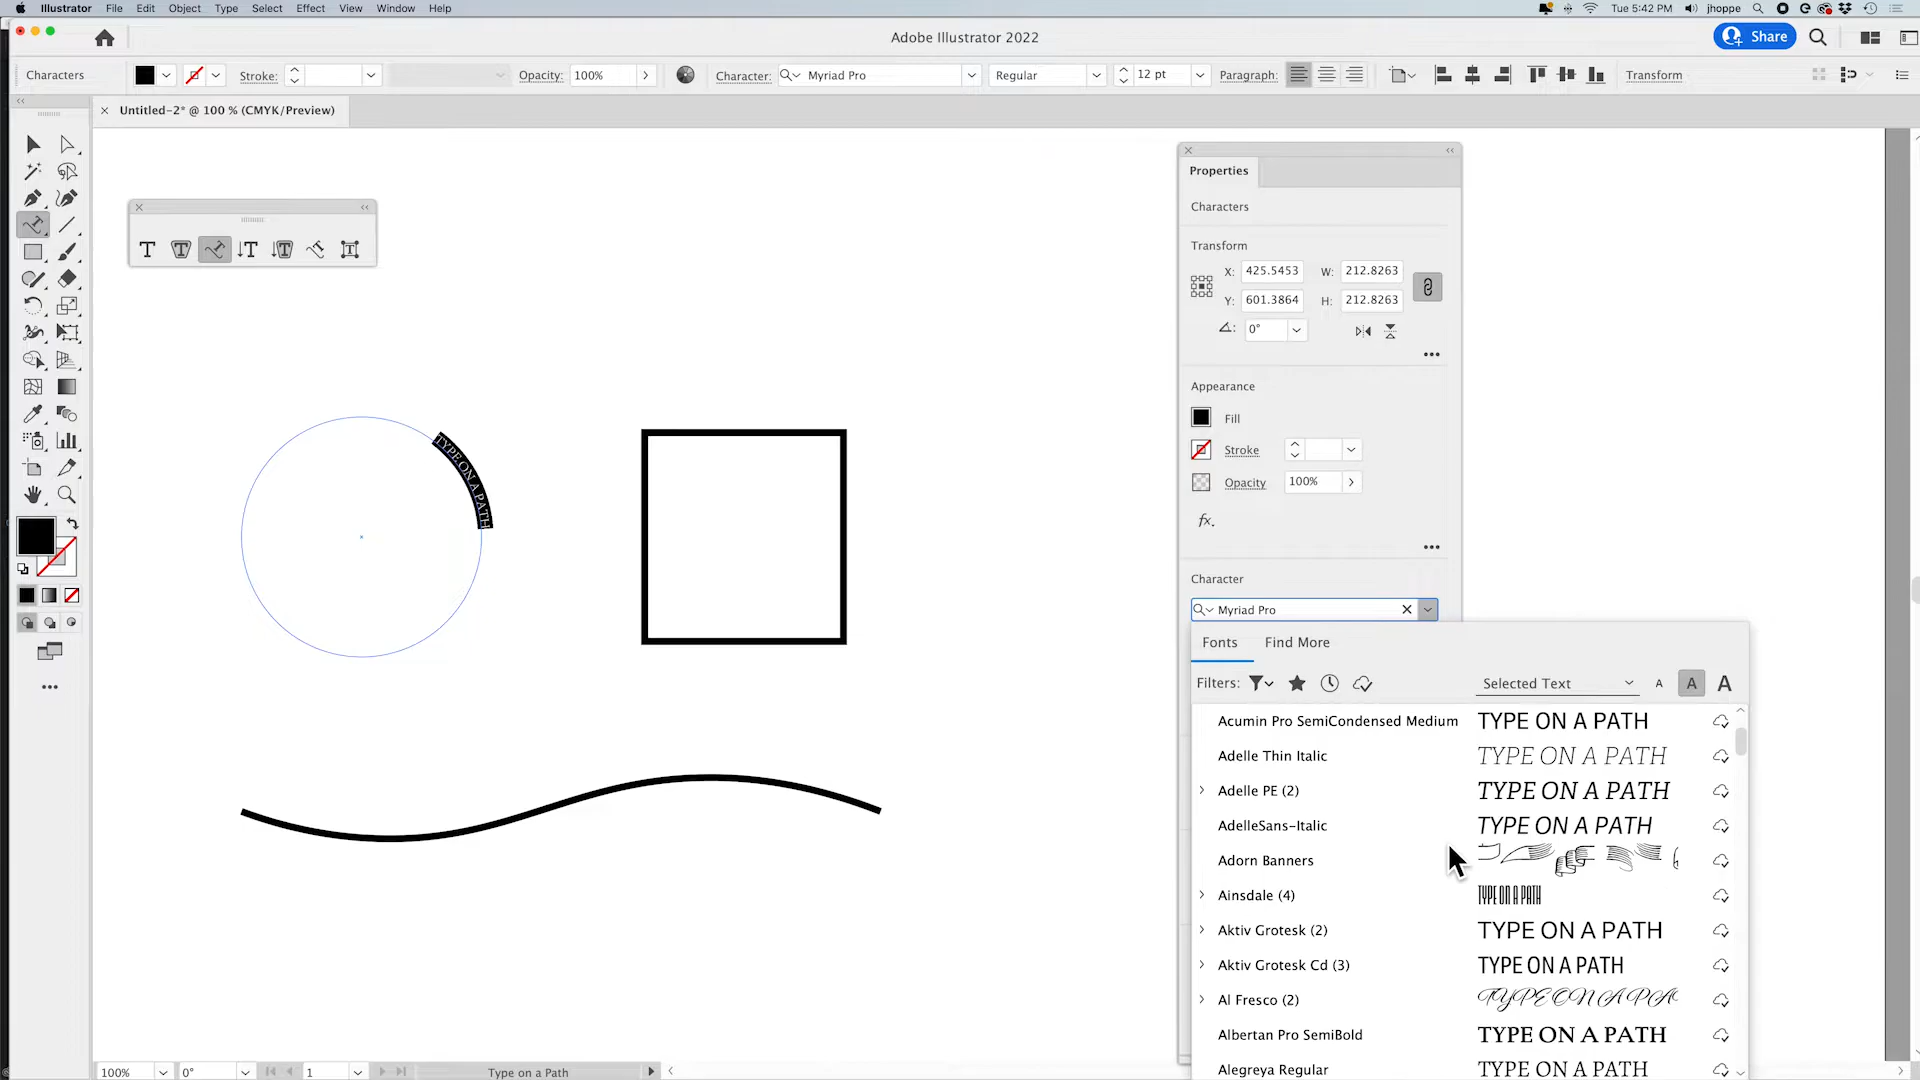 Illustrator File Edit Object Type Select Effect View Window Help Tue 5:42 PM jhoppe
Adobe Illustrator 2022 Share
Characters Stroke: Opacity: 100% Character: Myriad Pro Regular 12 pt Paragraph: Transform
Untitled-2* @ 100 % (CMYK/Preview)
Properties
Characters
Transform
X: 425.5453 W: 212.8263
Y: 601.3864 H: 212.8263
0°
Appearance
Fill
Stroke
Opacity 100%
fx.
Character
Myriad Pro
TYPE ON A PATH
Fonts Find More
Filters: Selected Text A A A
Acumin Pro SemiCondensed Medium TYPE ON A PATH
Adelle Thin Italic TYPE ON A PATH
Adelle PE (2) TYPE ON A PATH
AdelleSans-Italic TYPE ON A PATH
Adorn Banners
Ainsdale (4) TYPE ON A PATH
Aktiv Grotesk (2) TYPE ON A PATH
Aktiv Grotesk Cd (3) TYPE ON A PATH
Al Fresco (2) TYPE ON A PA
Albertan Pro SemiBold TYPE ON A PATH
Alegreya Regular TYPE ON A PATH
100% 0° 1 Type on a Path